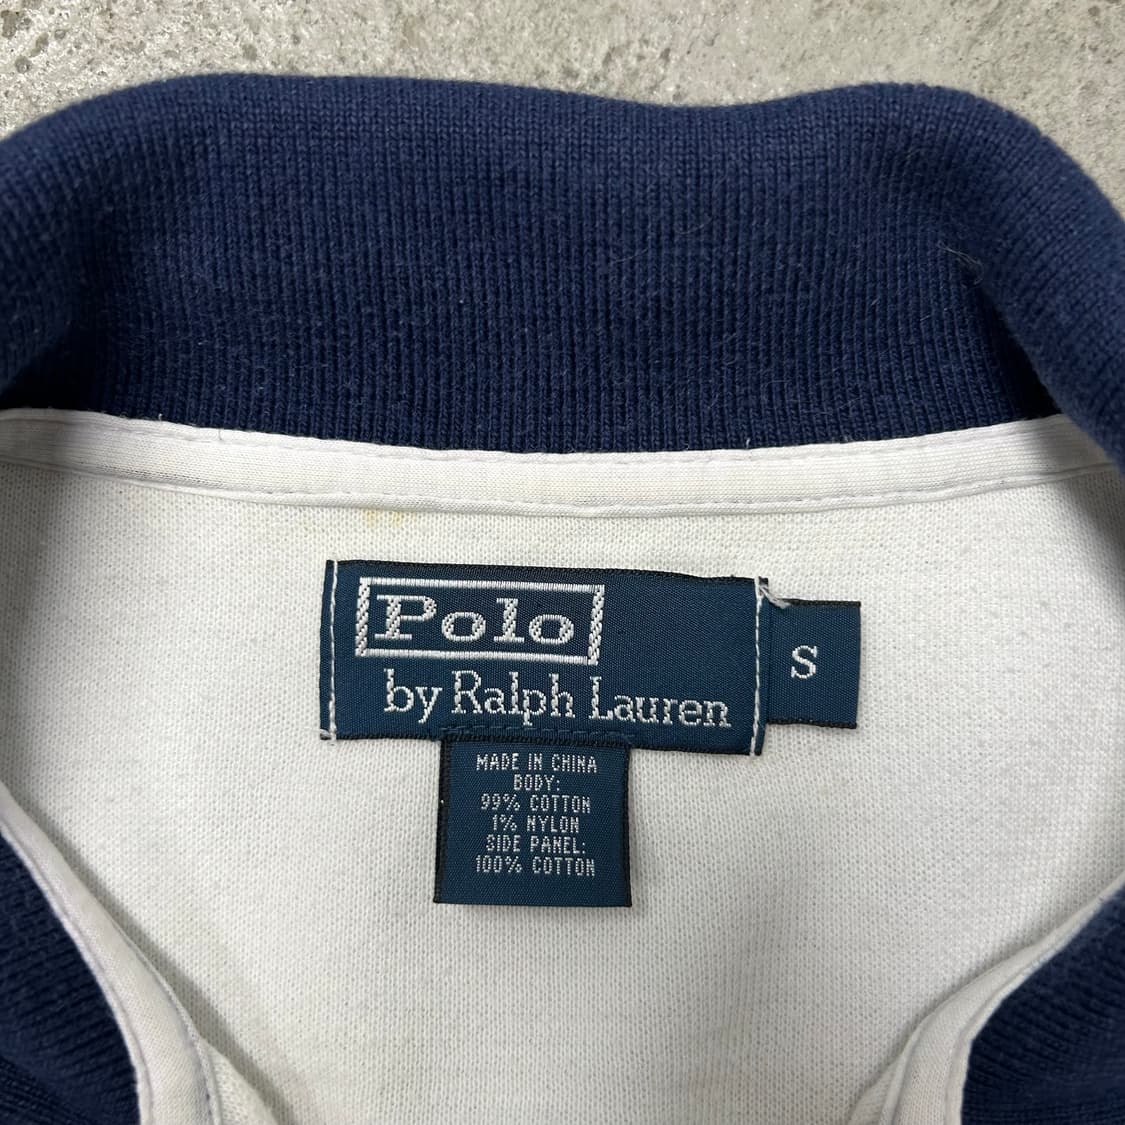 Polo
by Ralph Lauren
S
MADE IN CHINA
BODY:
99% COTTON
1% NYLON
SIDE PANEL:
100% COTTON